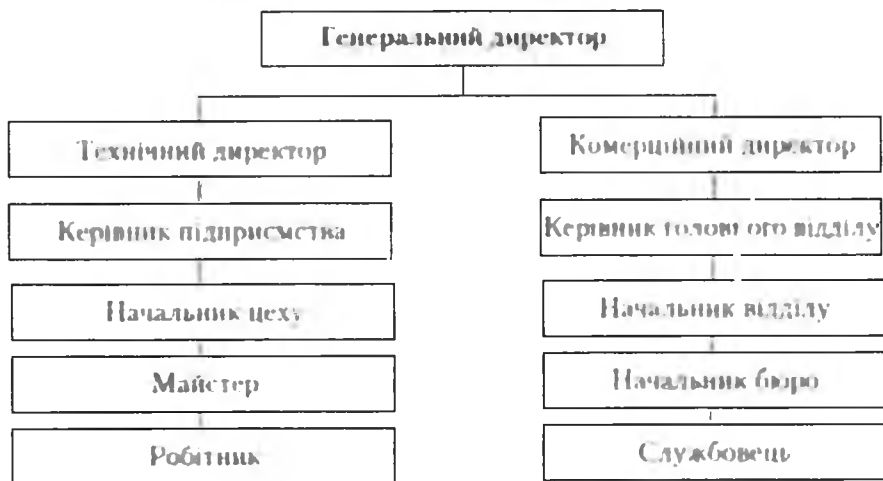 Генеральний директор
Технічний директор
Комерційний директор
Керівник підприємства
Керівник головного відділу
Начальник цеху
Начальник відділу
Майстер
Начальник бюро
Робітник
Службовець